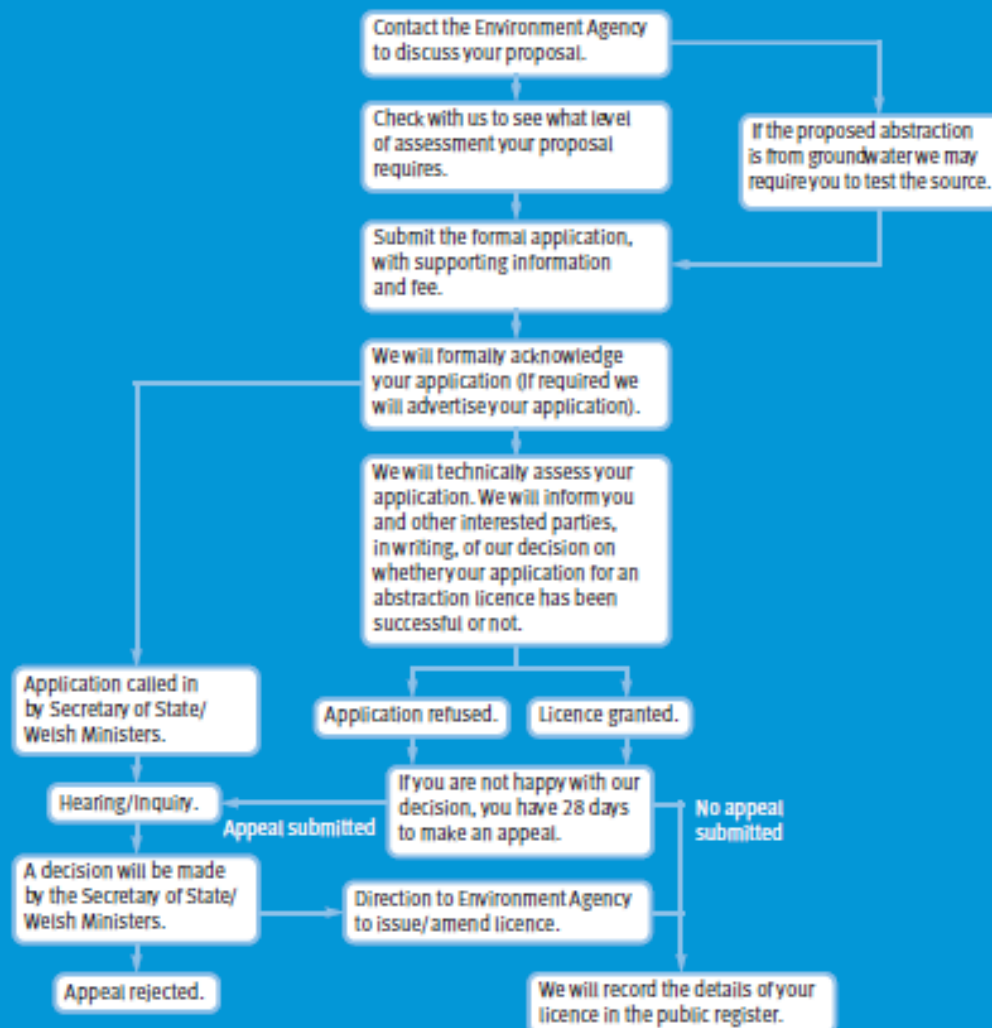 Contact the Environment Agency
to discuss your proposal.
Check with us to see what level
of assessment your proposal
requires.
If the proposed abstraction
is from groundwater we may
require you to test the source.
Submit the formal application,
with supporting information
and fee.
We will formally acknowledge
your application (If required we
will advertise your application).
We will technically assess your
application. We will inform you
and other interested parties,
in writing, of our decision on
whether your application for an
abstraction licence has been
successful or not.
Application called in
by Secretary of State/
Welsh Ministers.
Application refused.
Licence granted.
If you are not happy with our
decision, you have 28 days
to make an appeal.
Hearing/Inquiry.
Appeal submitted
No appeal
submitted
A decision will be made
by the Secretary of State/
Welsh Ministers.
Direction to Environment Agency
to issue/amend licence.
Appeal rejected.
We will record the details of your
licence in the public register.